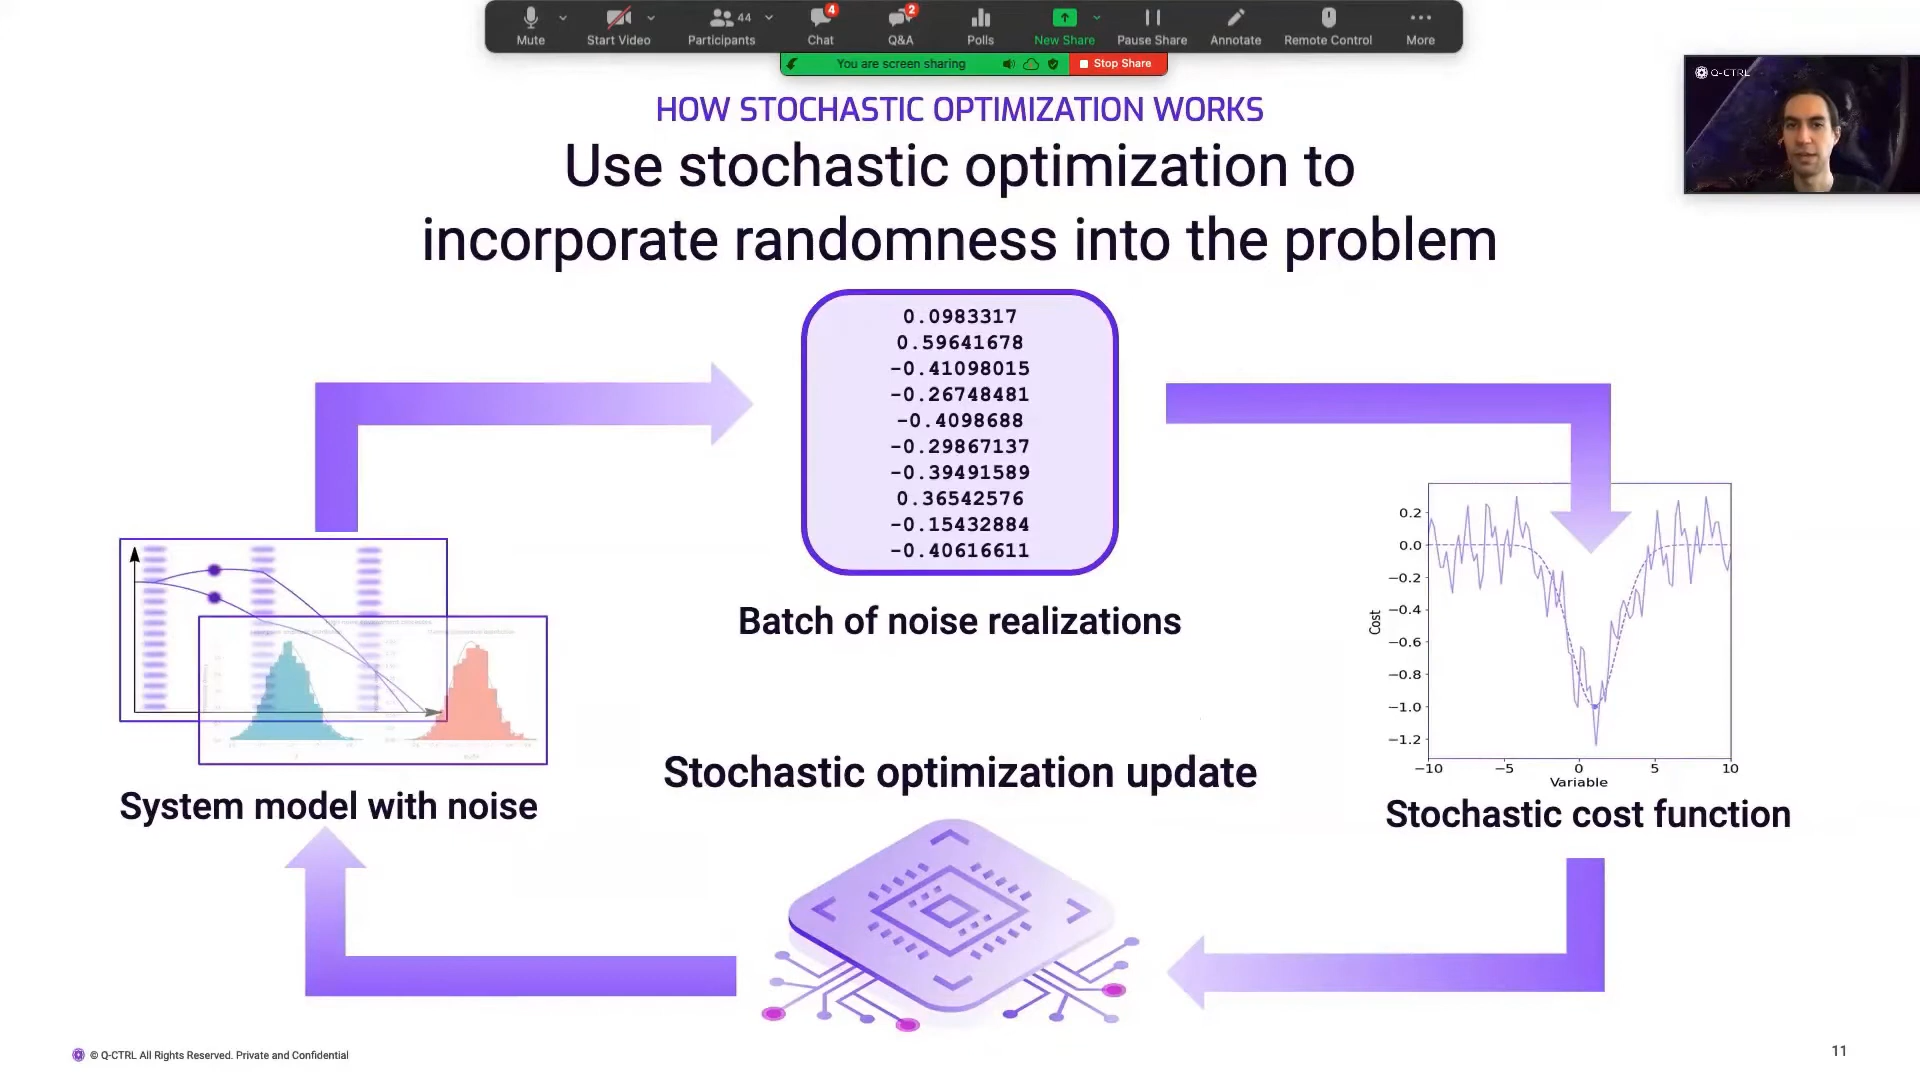 Mute
Start Video
Participants
44
Chat
4
Q&A
2
Polls
New Share
Pause Share
Annotate
Remote Control
More
You are screen sharing
Stop Share
Q-CTRL
HOW STOCHASTIC OPTIMIZATION WORKS
Use stochastic optimization to
incorporate randomness into the problem
0.0983317
0.59641678
-0.41098015
-0.26748481
-0.4098688
-0.29867137
-0.39491589
0.36542576
-0.15432884
-0.40616611
Batch of noise realizations
0.2
0.0
−0.2
−0.4
−0.6
−0.8
−1.0
−1.2
Cost
−10
−5
0
5
10
Variable
Stochastic cost function
Stochastic optimization update
System model with noise
© Q-CTRL All Rights Reserved. Private and Confidential
11